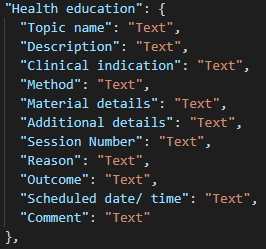 "Health education": {
"Topic name": "Text",
"Description": "Text",
"Clinical indication": "Text",
"Method": "Text",
"Material details": "Text",
"Additional details": "Text",
"Session Number": "Text",
"Reason": "Text",
"Outcome": "Text",
"Scheduled date/ time": "Text",
"Comment": "Text"
},